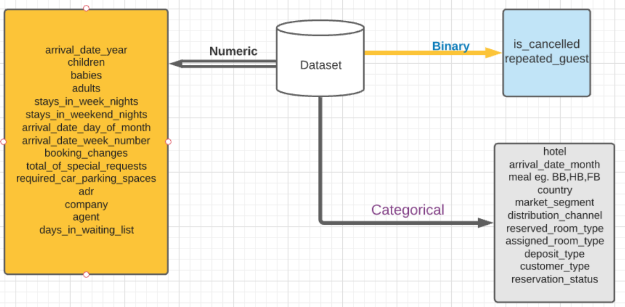 arrival_date_year
children
babies
adults
stays_in_week_nights
stays_in_weekend_nights
arrival_date_day_of_month
arrival_date_week_number
booking_changes
total_of_special_requests
required_car_parking_spaces
adr
company
agent
days_in_waiting_list
Numeric
Dataset
Binary
is_cancelled
repeated_guest
Categorical
hotel
arrival_date_month
meal eg. BB,HB,FB
country
market_segment
distribution_channel
reserved_room_type
assigned_room_type
deposit_type
customer_type
reservation_status